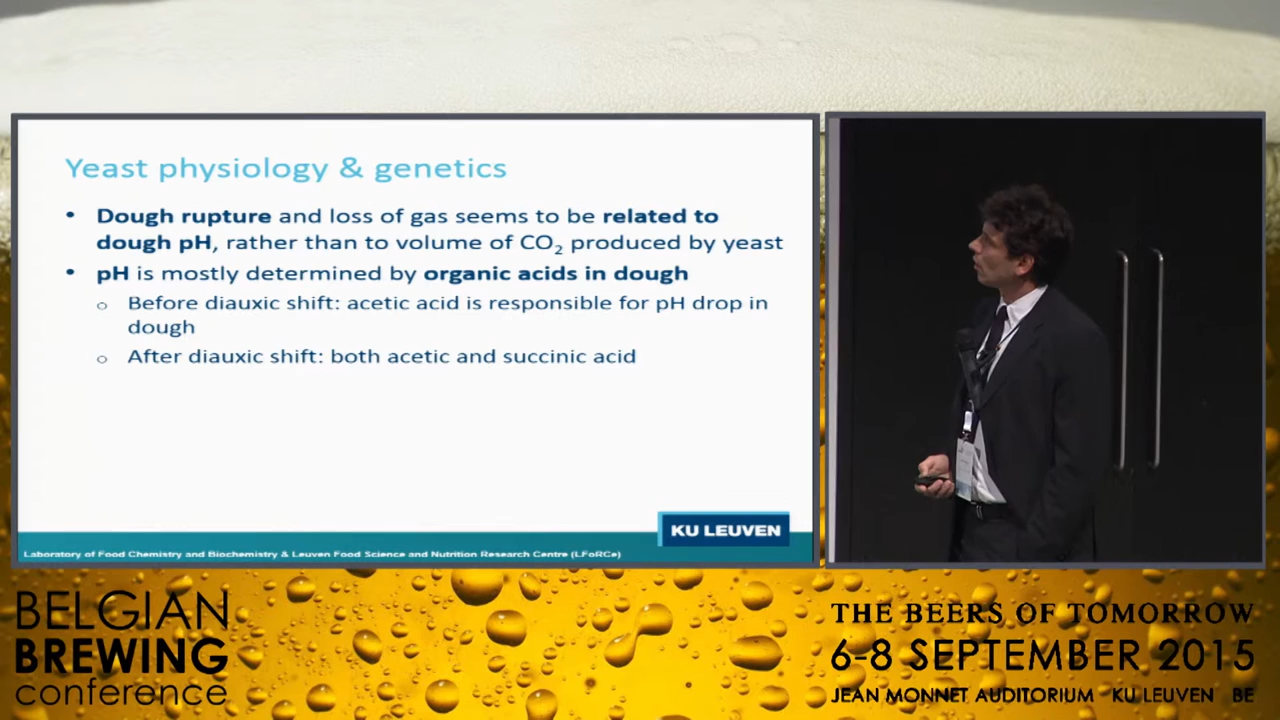 Yeast physiology & genetics
• Dough rupture and loss of gas seems to be related to
dough pH, rather than to volume of CO₂ produced by yeast
• pH is mostly determined by organic acids in dough
o Before diauxic shift: acetic acid is responsible for pH drop in
dough
o After diauxic shift: both acetic and succinic acid
KU LEUVEN
Laboratory of Food Chemistry and Biochemistry & Leuven Food Science and Nutrition Research Centre (LFoRCe)
BELGIAN
BREWING
conference
THE BEERS OF TOMORROW
6-8 SEPTEMBER 2015
JEAN MONNET AUDITORIUM KU LEUVEN BE